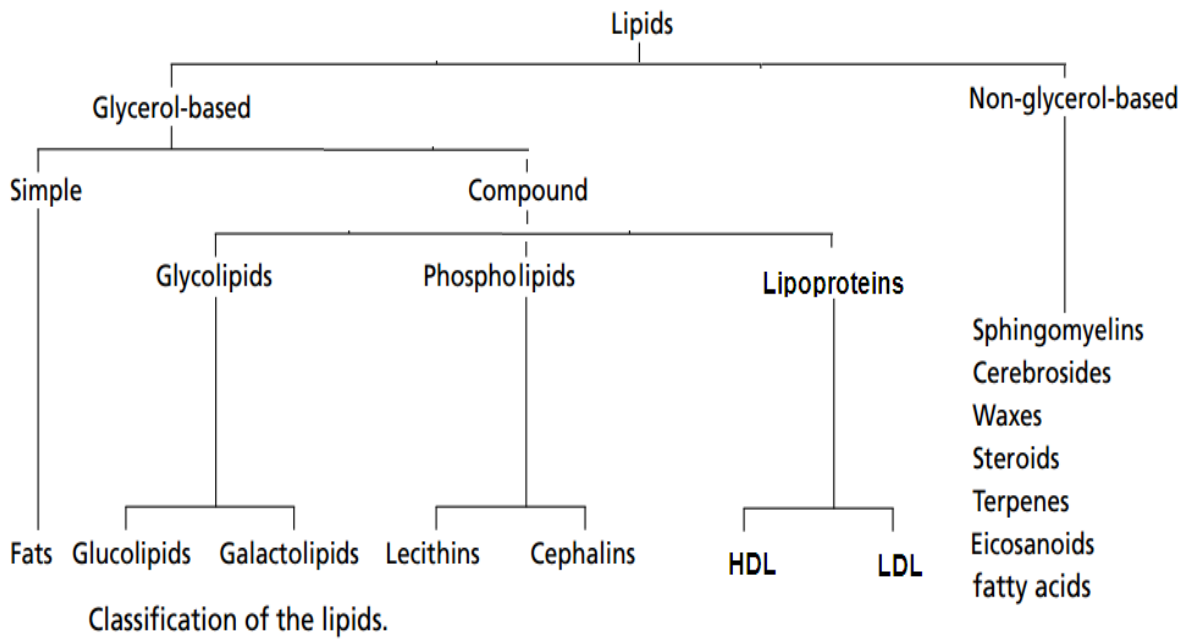 Lipids
Glycerol-based
Non-glycerol-based
Simple
Compound
Glycolipids
Phospholipids
Lipoproteins
Sphingomyelins
Cerebrosides
Waxes
Steroids
Terpenes
Eicosanoids
fatty acids
Fats
Glucolipids
Galactolipids
Lecithins
Cephalins
HDL
LDL
Classification of the lipids.